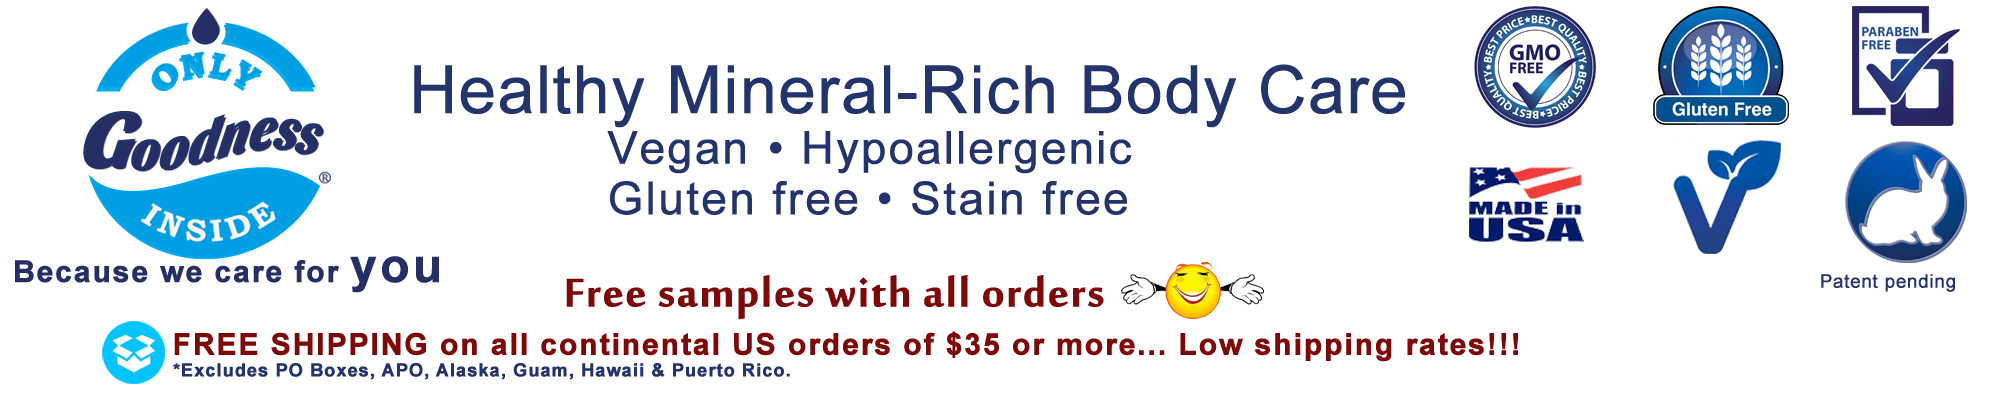 ONLY
Goodness
INSIDE
®
Because we care for you
Healthy Mineral-Rich Body Care
Vegan • Hypoallergenic
Gluten free • Stain free
Free samples with all orders
FREE SHIPPING on all continental US orders of $35 or more... Low shipping rates!!!
*Excludes PO Boxes, APO, Alaska, Guam, Hawaii & Puerto Rico.
BEST PRICE★BEST QUALITY★BEST PRICE★BEST QUALITY★
GMO
FREE
Gluten Free
PARABEN
FREE
MADE in
USA
V
Patent pending